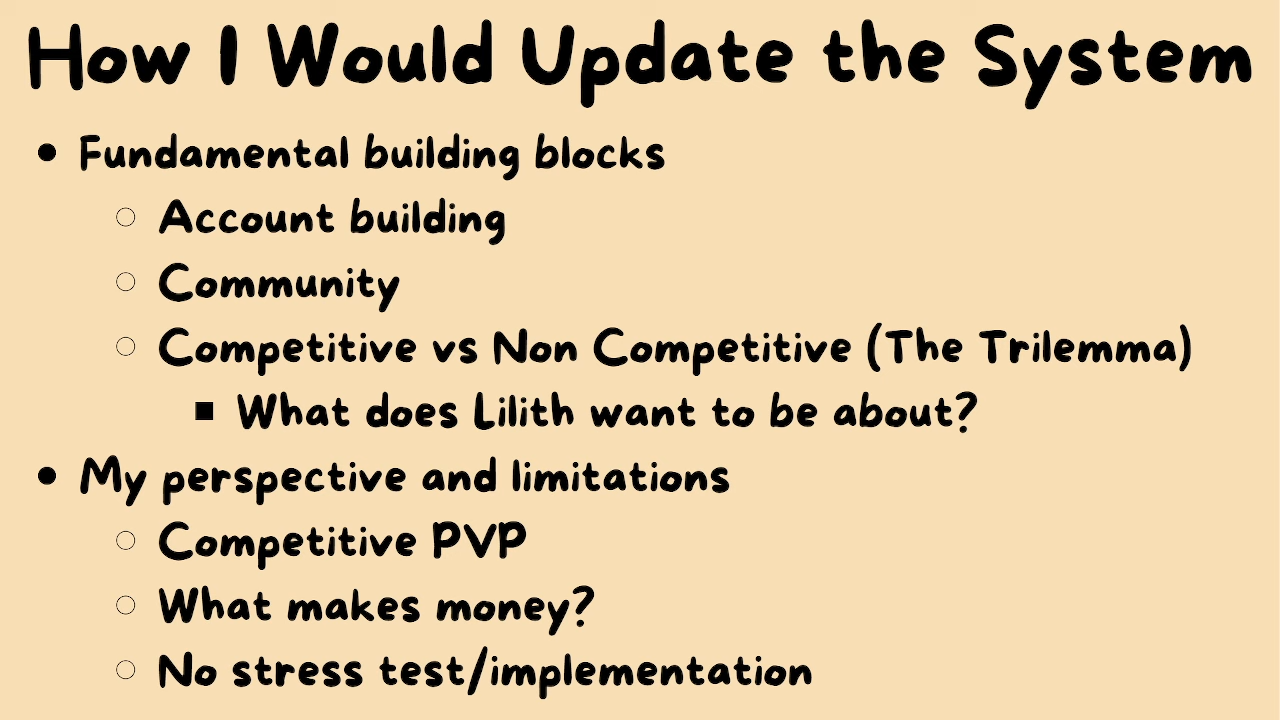 How I Would Update the System
• Fundamental building blocks
○ Account building
○ Community
○ Competitive vs Non Competitive (The Trilemma)
■ What does Lilith want to be about?
• My perspective and limitations
○ Competitive PVP
○ What makes money?
○ No stress test/implementation